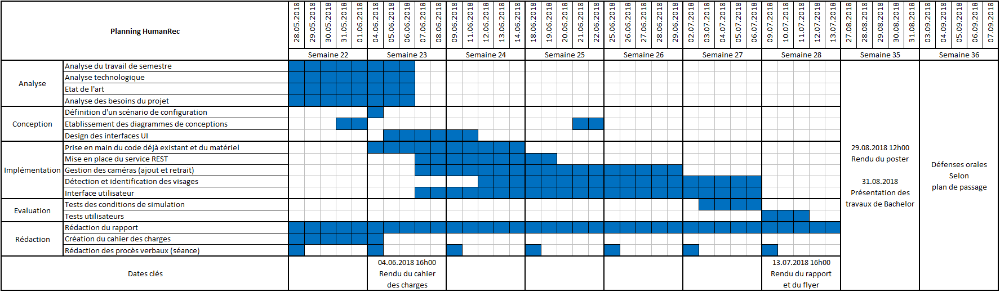 Planning HumanRec
28.05.2018
29.05.2018
30.05.2018
31.05.2018
01.06.2018
04.06.2018
05.06.2018
06.06.2018
07.06.2018
08.06.2018
09.06.2018
11.06.2018
12.06.2018
13.06.2018
14.06.2018
18.06.2018
19.06.2018
20.06.2018
21.06.2018
22.06.2018
25.06.2018
26.06.2018
27.06.2018
28.06.2018
29.06.2018
02.07.2018
03.07.2018
04.07.2018
05.07.2018
06.07.2018
09.07.2018
10.07.2018
11.07.2018
12.07.2018
13.07.2018
27.08.2018
28.08.2018
29.08.2018
30.08.2018
31.08.2018
03.09.2018
04.09.2018
05.09.2018
06.09.2018
07.09.2018
Semaine 22
Semaine 23
Semaine 24
Semaine 25
Semaine 26
Semaine 27
Semaine 28
Semaine 35
Semaine 36
Analyse
Analyse du travail de semestre
Analyse technologique
Etat de l'art
Analyse des besoins du projet
Conception
Définition d'un scénario de configuration
Etablissement des diagrammes de conceptions
Design des interfaces UI
Implémentation
Prise en main du code déjà existant et du matériel
Mise en place du service REST
Gestion des caméras (ajout et retrait)
Détection et identification des visages
Interface utilisateur
Evaluation
Tests des conditions de simulation
Tests utilisateurs
Rédaction
Rédaction du rapport
Création du cahier des charges
Rédaction des procès verbaux (séance)
Dates clés
04.06.2018 16h00
Rendu du cahier
des charges
13.07.2018 16h00
Rendu du rapport
et du flyer
29.08.2018 12h00
Rendu du poster
31.08.2018
Présentation des
travaux de Bachelor
Défenses orales
Selon
plan de passage